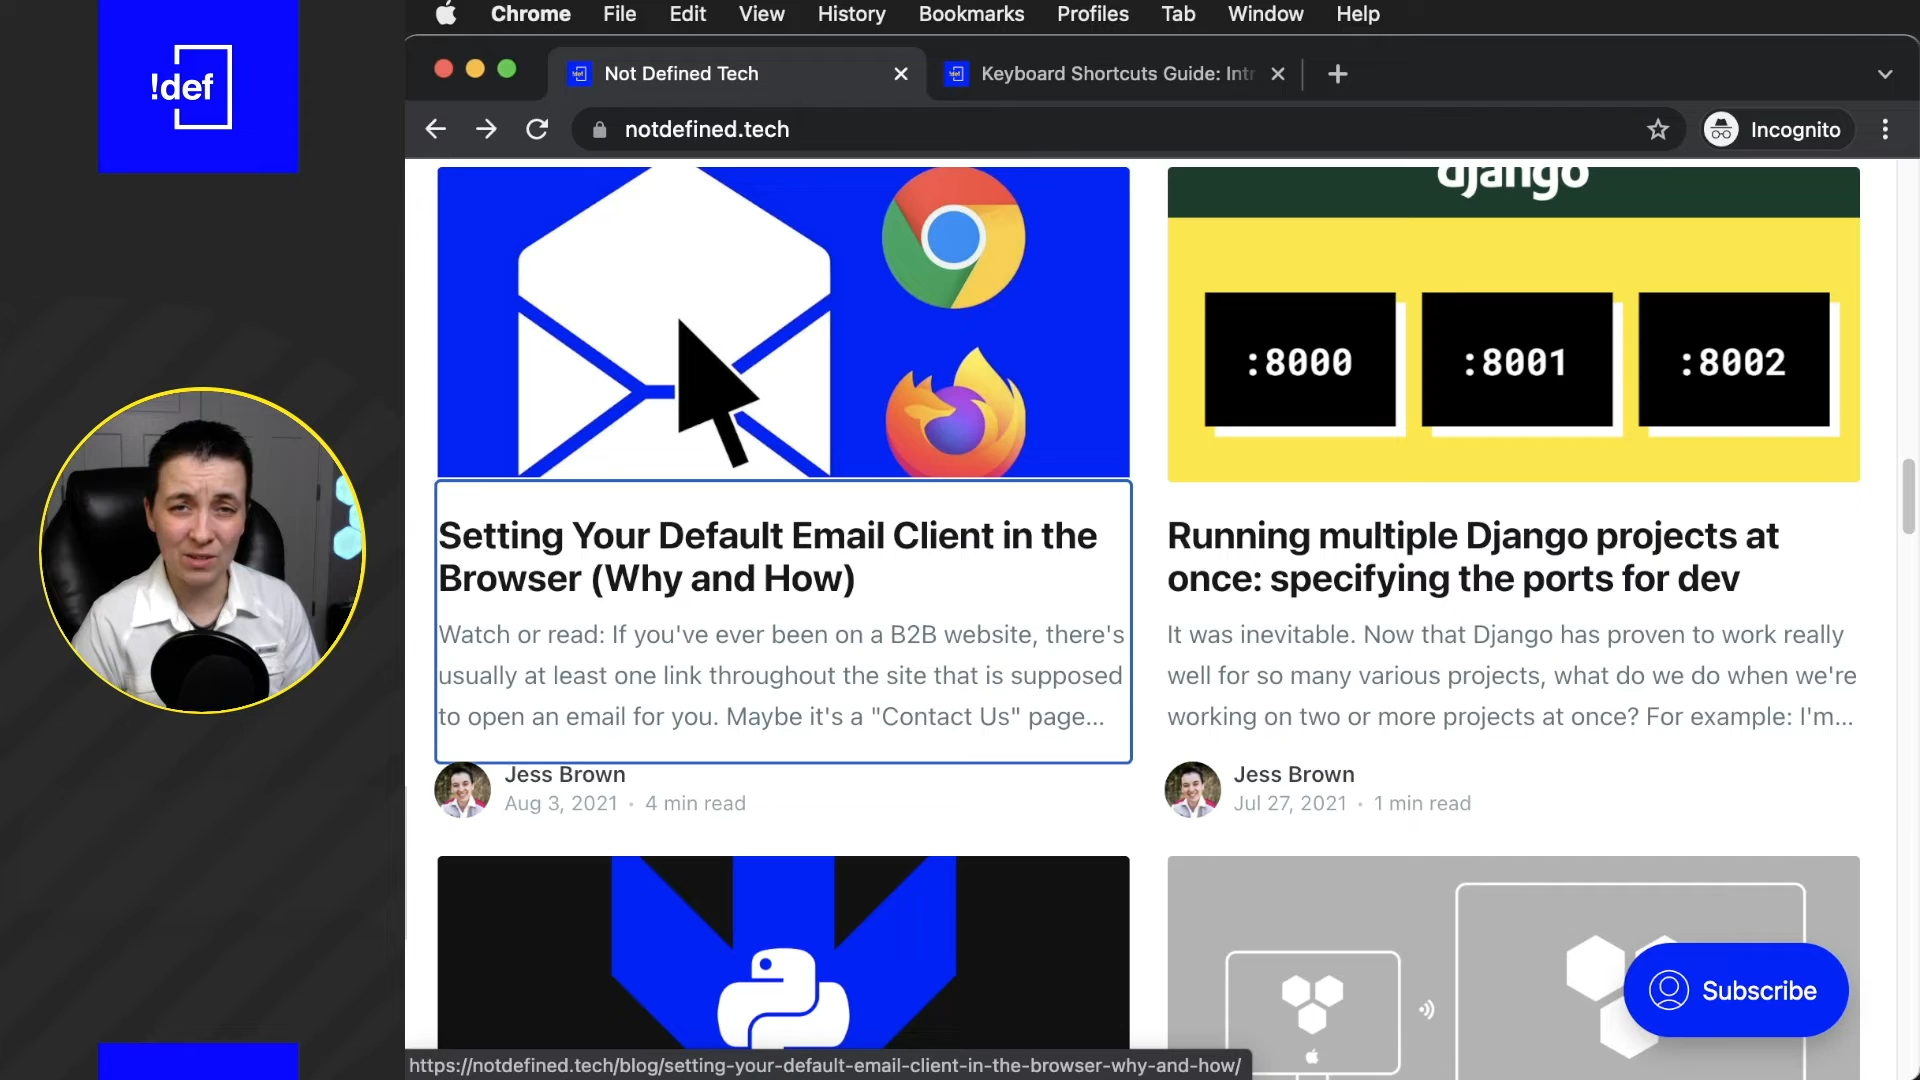 !def
Chrome File Edit View History Bookmarks Profiles Tab Window Help
Not Defined Tech
Keyboard Shortcuts Guide: Intr
notdefined.tech
Incognito
django
:8000 :8001 :8002
Setting Your Default Email Client in the
Browser (Why and How)
Watch or read: If you've ever been on a B2B website, there's
usually at least one link throughout the site that is supposed
to open an email for you. Maybe it's a "Contact Us" page...
Jess Brown
Aug 3, 2021 • 4 min read
Running multiple Django projects at
once: specifying the ports for dev
It was inevitable. Now that Django has proven to work really
well for so many various projects, what do we do when we're
working on two or more projects at once? For example: I'm...
Jess Brown
Jul 27, 2021 • 1 min read
Subscribe
https://notdefined.tech/blog/setting-your-default-email-client-in-the-browser-why-and-how/